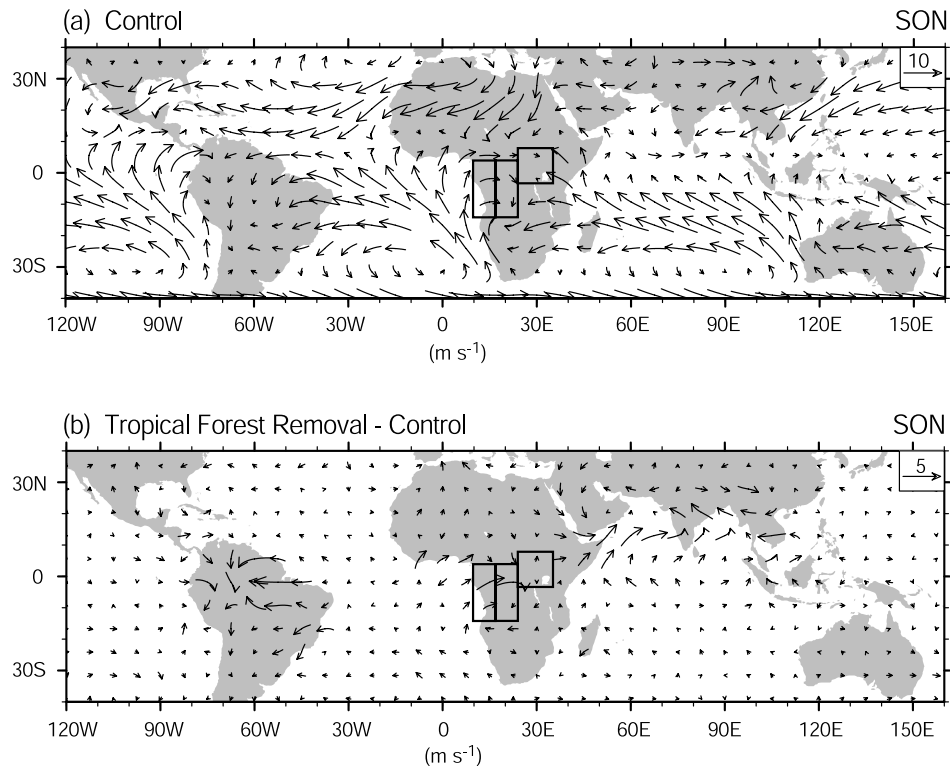 (a) Control SON
10
30N
0
30S
120W 90W 60W 30W 0 30E 60E 90E 120E 150E
(m s-1)
(b) Tropical Forest Removal - Control SON
5
30N
0
30S
120W 90W 60W 30W 0 30E 60E 90E 120E 150E
(m s-1)